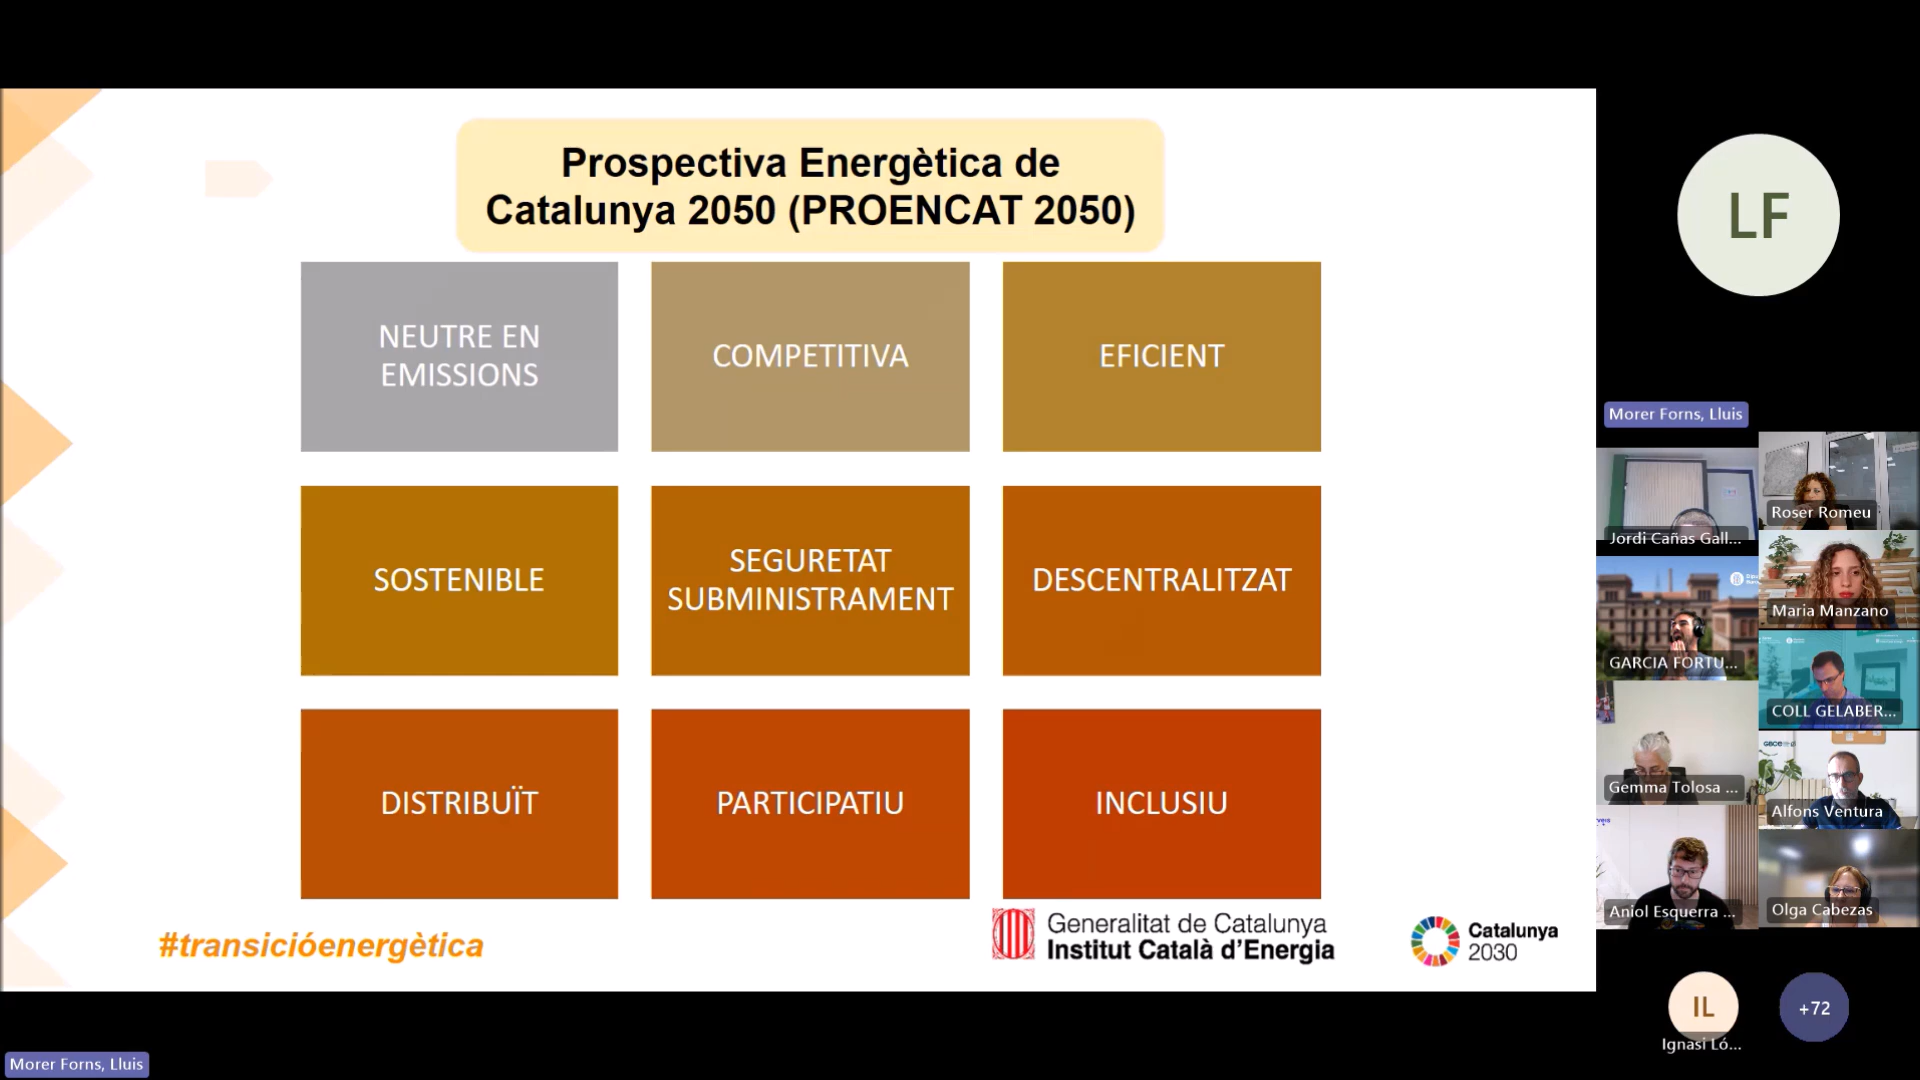 Prospectiva Energètica de
Catalunya 2050 (PROENCAT 2050)
NEUTRE EN
EMISSIONS
COMPETITIVA
EFICIENT
SOSTENIBLE
SEGURETAT
SUBMINISTRAMENT
DESCENTRALITZAT
DISTRIBUÏT
PARTICIPATIU
INCLUSIU
#transicióenergètica
Generalitat de Catalunya
Institut Català d'Energia
Catalunya
2030
LF
Morer Forns, Lluis
Roser Romeu
Jordi Cañas Gall...
Maria Manzano
GARCIA FORTU...
COLL GELABER...
Gemma Tolosa ...
Alfons Ventura
Aniol Esquerra ...
Olga Cabezas
IL
+72
Ignasi Ló...
Morer Forns, Lluis